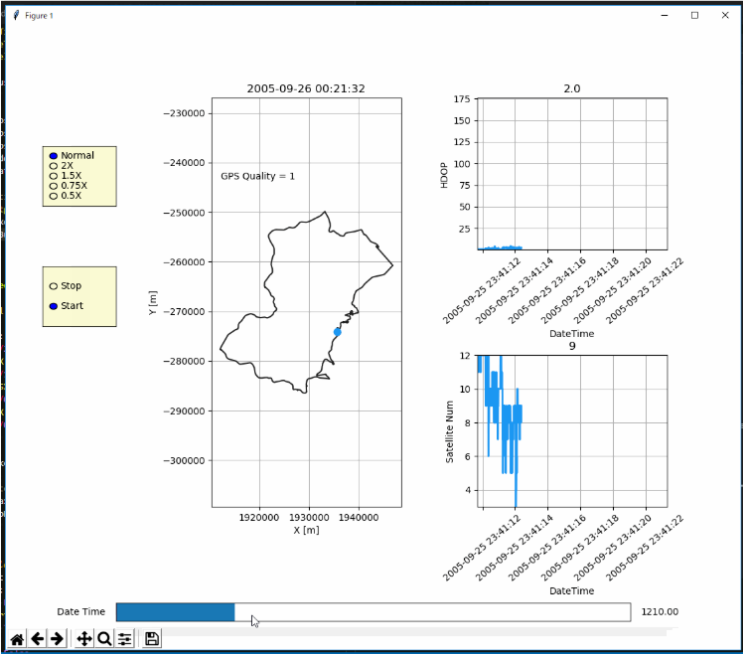 Figure 1
2005-09-26 00:21:32
2.0
Normal
2X
1.5X
0.75X
0.5X
Stop
Start
GPS Quality = 1
−230000
−240000
−250000
−260000
−270000
−280000
−290000
−300000
Y [m]
1920000 1930000 1940000
X [m]
175
150
125
100
75
50
25
HDOP
2005-09-25 23:41:12
2005-09-25 23:41:14
2005-09-25 23:41:16
2005-09-25 23:41:18
2005-09-25 23:41:20
2005-09-25 23:41:22
DateTime
9
12
10
8
6
4
Satellite Num
2005-09-25 23:41:12
2005-09-25 23:41:14
2005-09-25 23:41:16
2005-09-25 23:41:18
2005-09-25 23:41:20
2005-09-25 23:41:22
DateTime
Date Time 1210.00